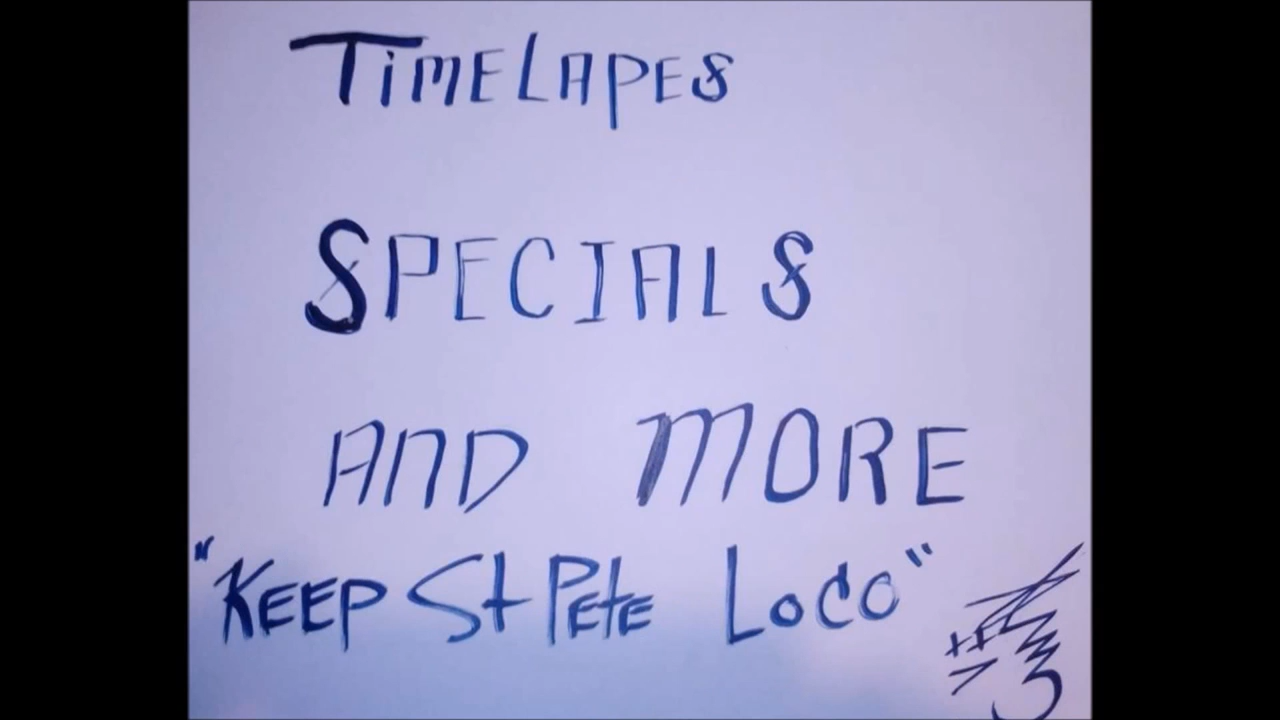 TimELAPES
SPECIALS
AND MORE
"KEEP St PEtE LoCo"